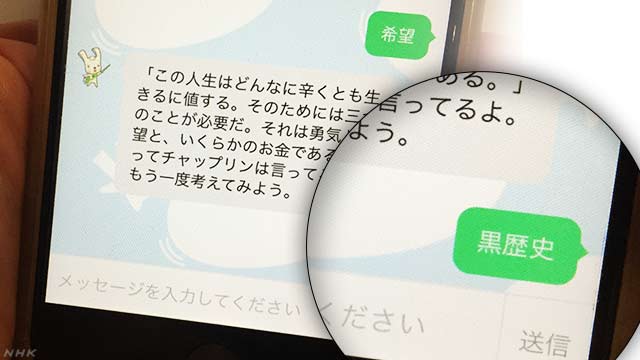 希望
「この人生はどんなに辛くとも生
きるに値する。そのためには三
のことが必要だ。それは勇気
望と、いくらかのお金である
ってチャップリンは言って
もう一度考えてみよう。
メッセージを入力してください
ある。」
言ってるよ。
よう。
黒歴史
ください
送信
NHK